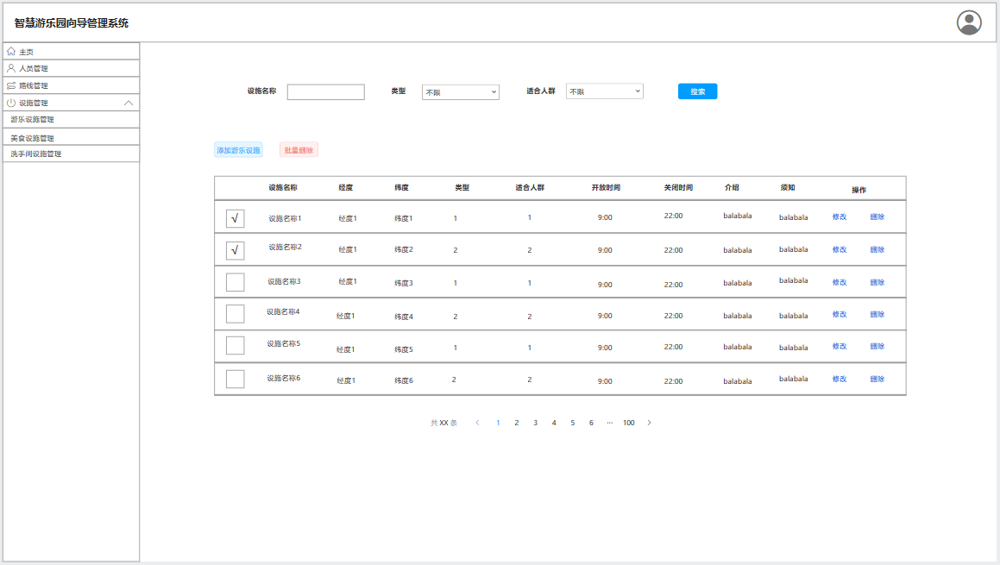 智慧游乐园向导管理系统
主页
人员管理
路线管理
设施管理
游乐设施管理
美食设施管理
洗手间设施管理
设施名称 类型 不限 适合人群 不限 搜索
添加游乐设施 批量删除
设施名称 经度 纬度 类型 适合人群 开放时间 关闭时间 介绍 须知 操作
√ 设施名称1 经度1 纬度1 1 1 9:00 22:00 balabala balabala 修改 删除
√ 设施名称2 经度1 纬度2 2 2 9:00 22:00 balabala balabala 修改 删除
设施名称3 经度1 纬度3 1 1 9:00 22:00 balabala balabala 修改 删除
设施名称4 经度1 纬度4 2 2 9:00 22:00 balabala balabala 修改 删除
设施名称5 经度1 纬度5 1 1 9:00 22:00 balabala balabala 修改 删除
设施名称6 经度1 纬度6 2 2 9:00 22:00 balabala balabala 修改 删除
共 XX 条 < 1 2 3 4 5 6 ··· 100 >